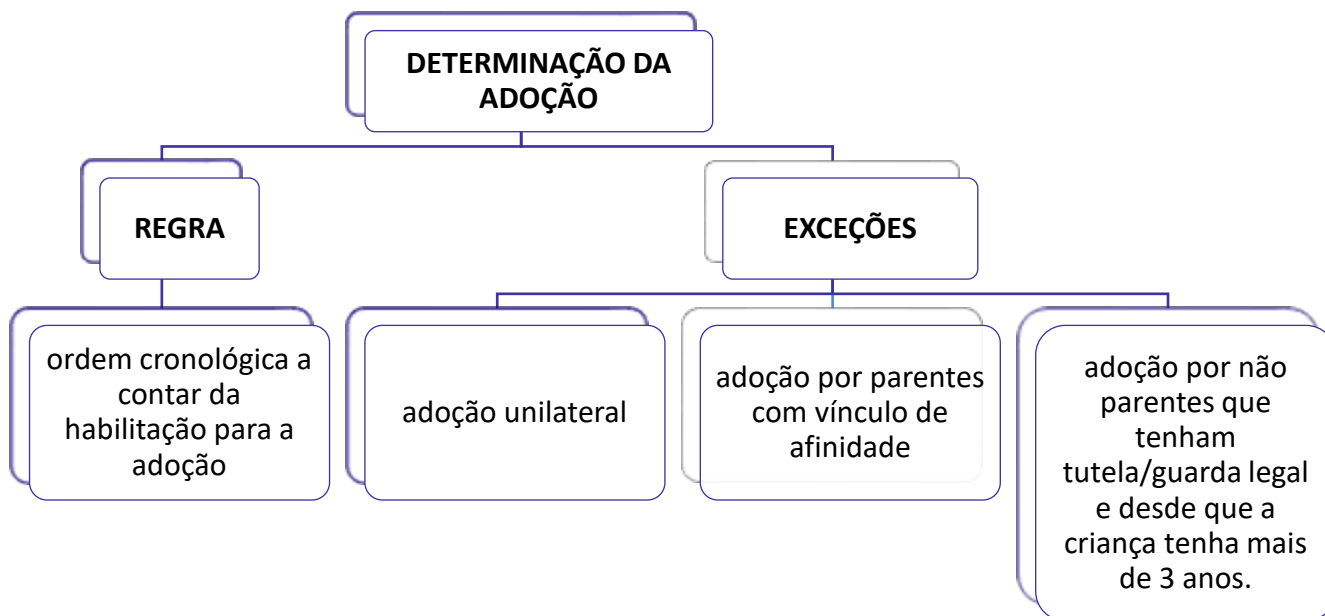 DETERMINAÇÃO DA
ADOÇÃO
REGRA
EXCEÇÕES
ordem cronológica a
contar da
habilitação para a
adoção
adoção unilateral
adoção por parentes
com vínculo de
afinidade
adoção por não
parentes que
tenham
tutela/guarda legal
e desde que a
criança tenha mais
de 3 anos.